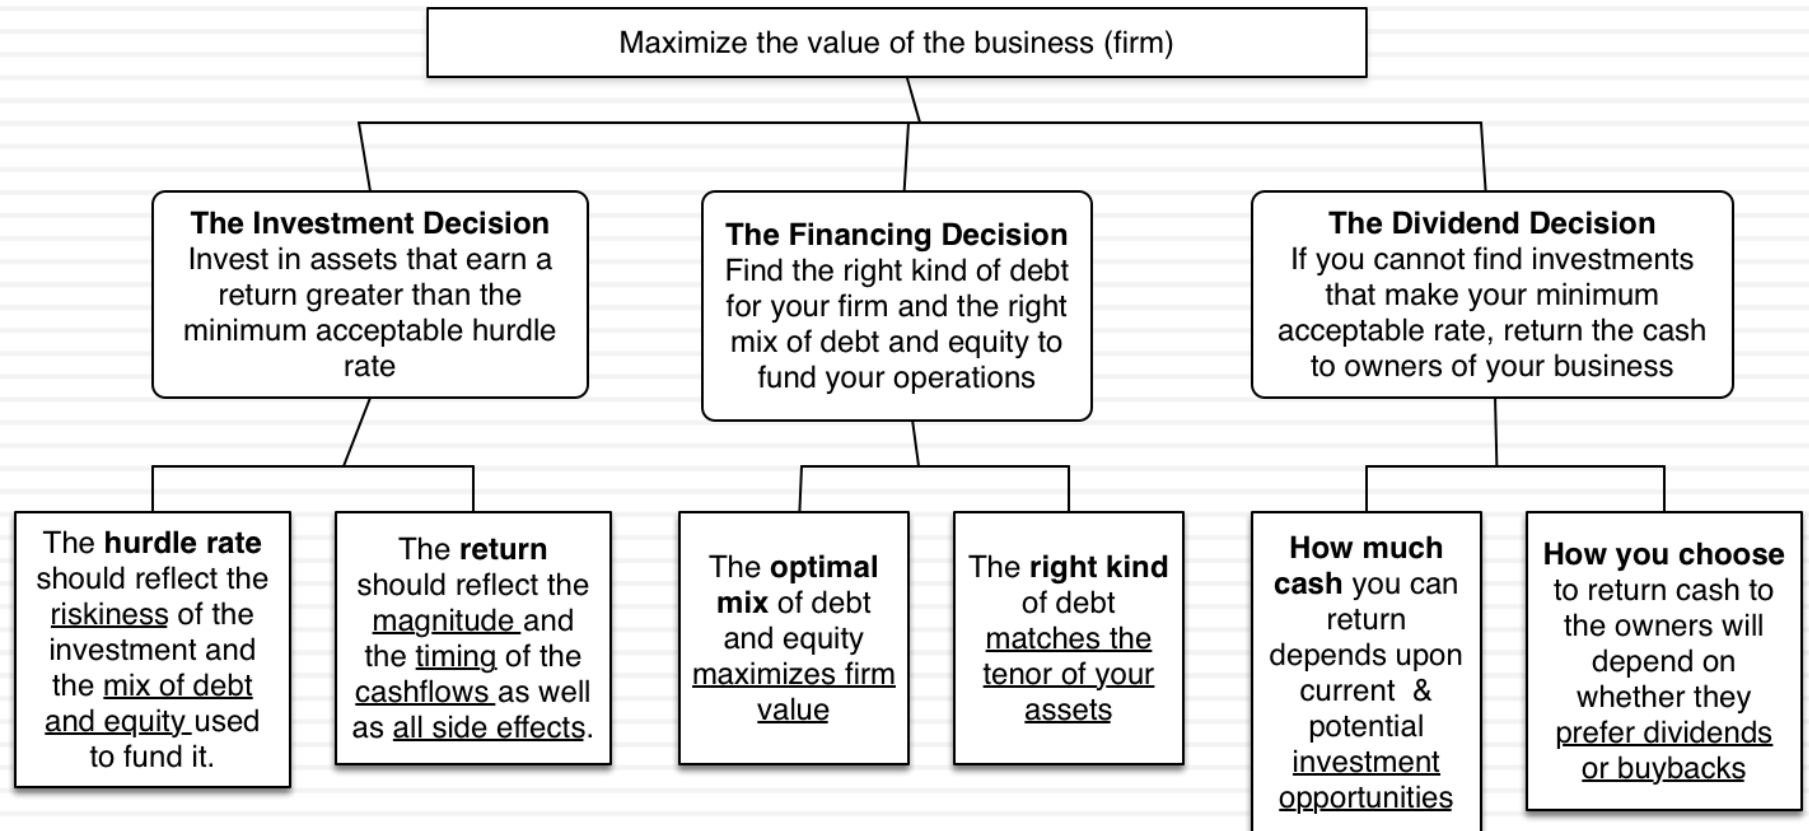 Maximize the value of the business (firm)
The Investment Decision
Invest in assets that earn a
return greater than the
minimum acceptable hurdle
rate
The Financing Decision
Find the right kind of debt
for your firm and the right
mix of debt and equity to
fund your operations
The Dividend Decision
If you cannot find investments
that make your minimum
acceptable rate, return the cash
to owners of your business
The hurdle rate
should reflect the
riskiness of the
investment and
the mix of debt
and equity used
to fund it.
The return
should reflect the
magnitude and
the timing of the
cashflows as well
as all side effects.
The optimal
mix of debt
and equity
maximizes firm
value
The right kind
of debt
matches the
tenor of your
assets
How much
cash you can
return
depends upon
current & 
potential
investment
opportunities
How you choose
to return cash to
the owners will
depend on
whether they
prefer dividends
or buybacks